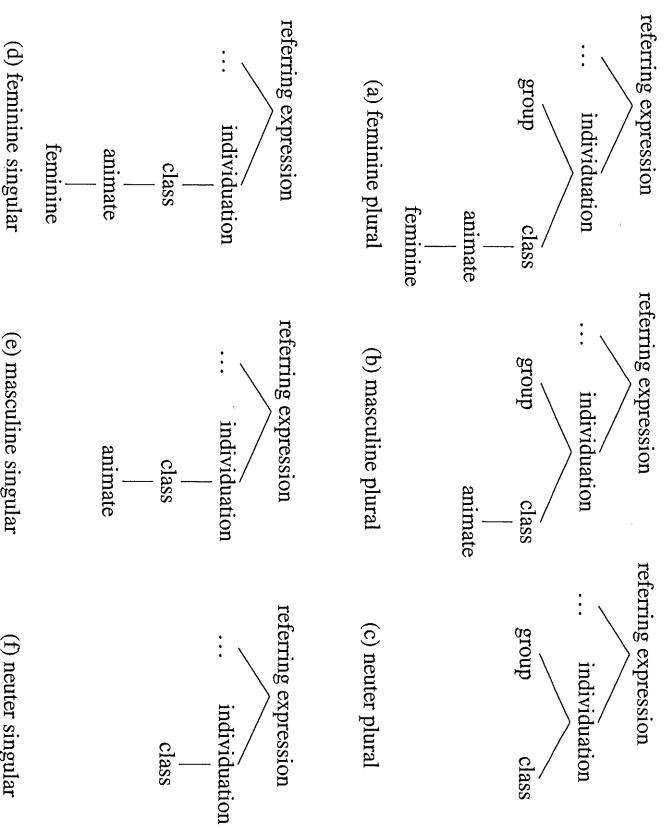 referring expression
... individuation
group class
animate
feminine
(a) feminine plural
referring expression
... individuation
group class
animate
(b) masculine plural
referring expression
... individuation
group class
(c) neuter plural
referring expression
... individuation
class
animate
feminine
(d) feminine singular
referring expression
... individuation
class
animate
(e) masculine singular
referring expression
... individuation
class
(f) neuter singular